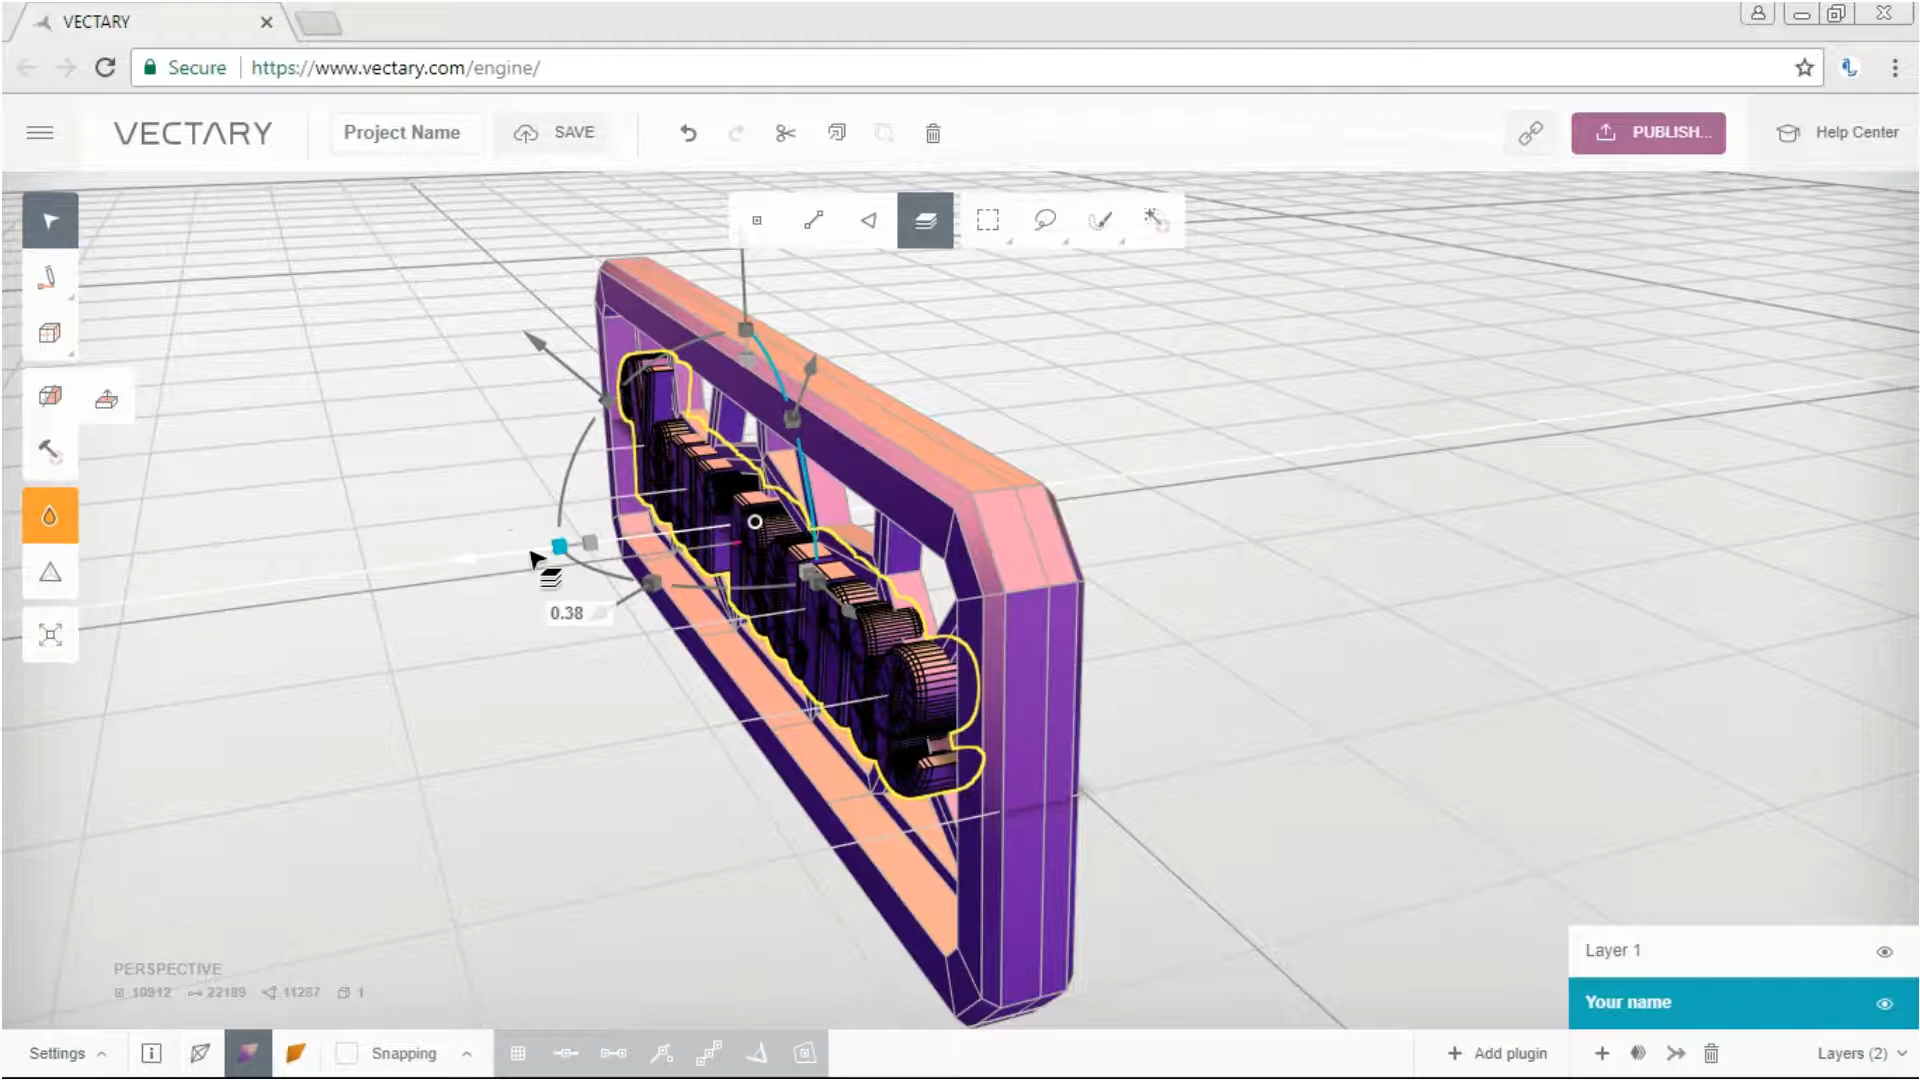 VECTARY
Secure https://www.vectary.com/engine/
VECTARY Project Name SAVE PUBLISH... Help Center
0.38
PERSPECTIVE
10912 22189 11287 1
Layer 1
Your name
Settings Snapping Add plugin Layers (2)